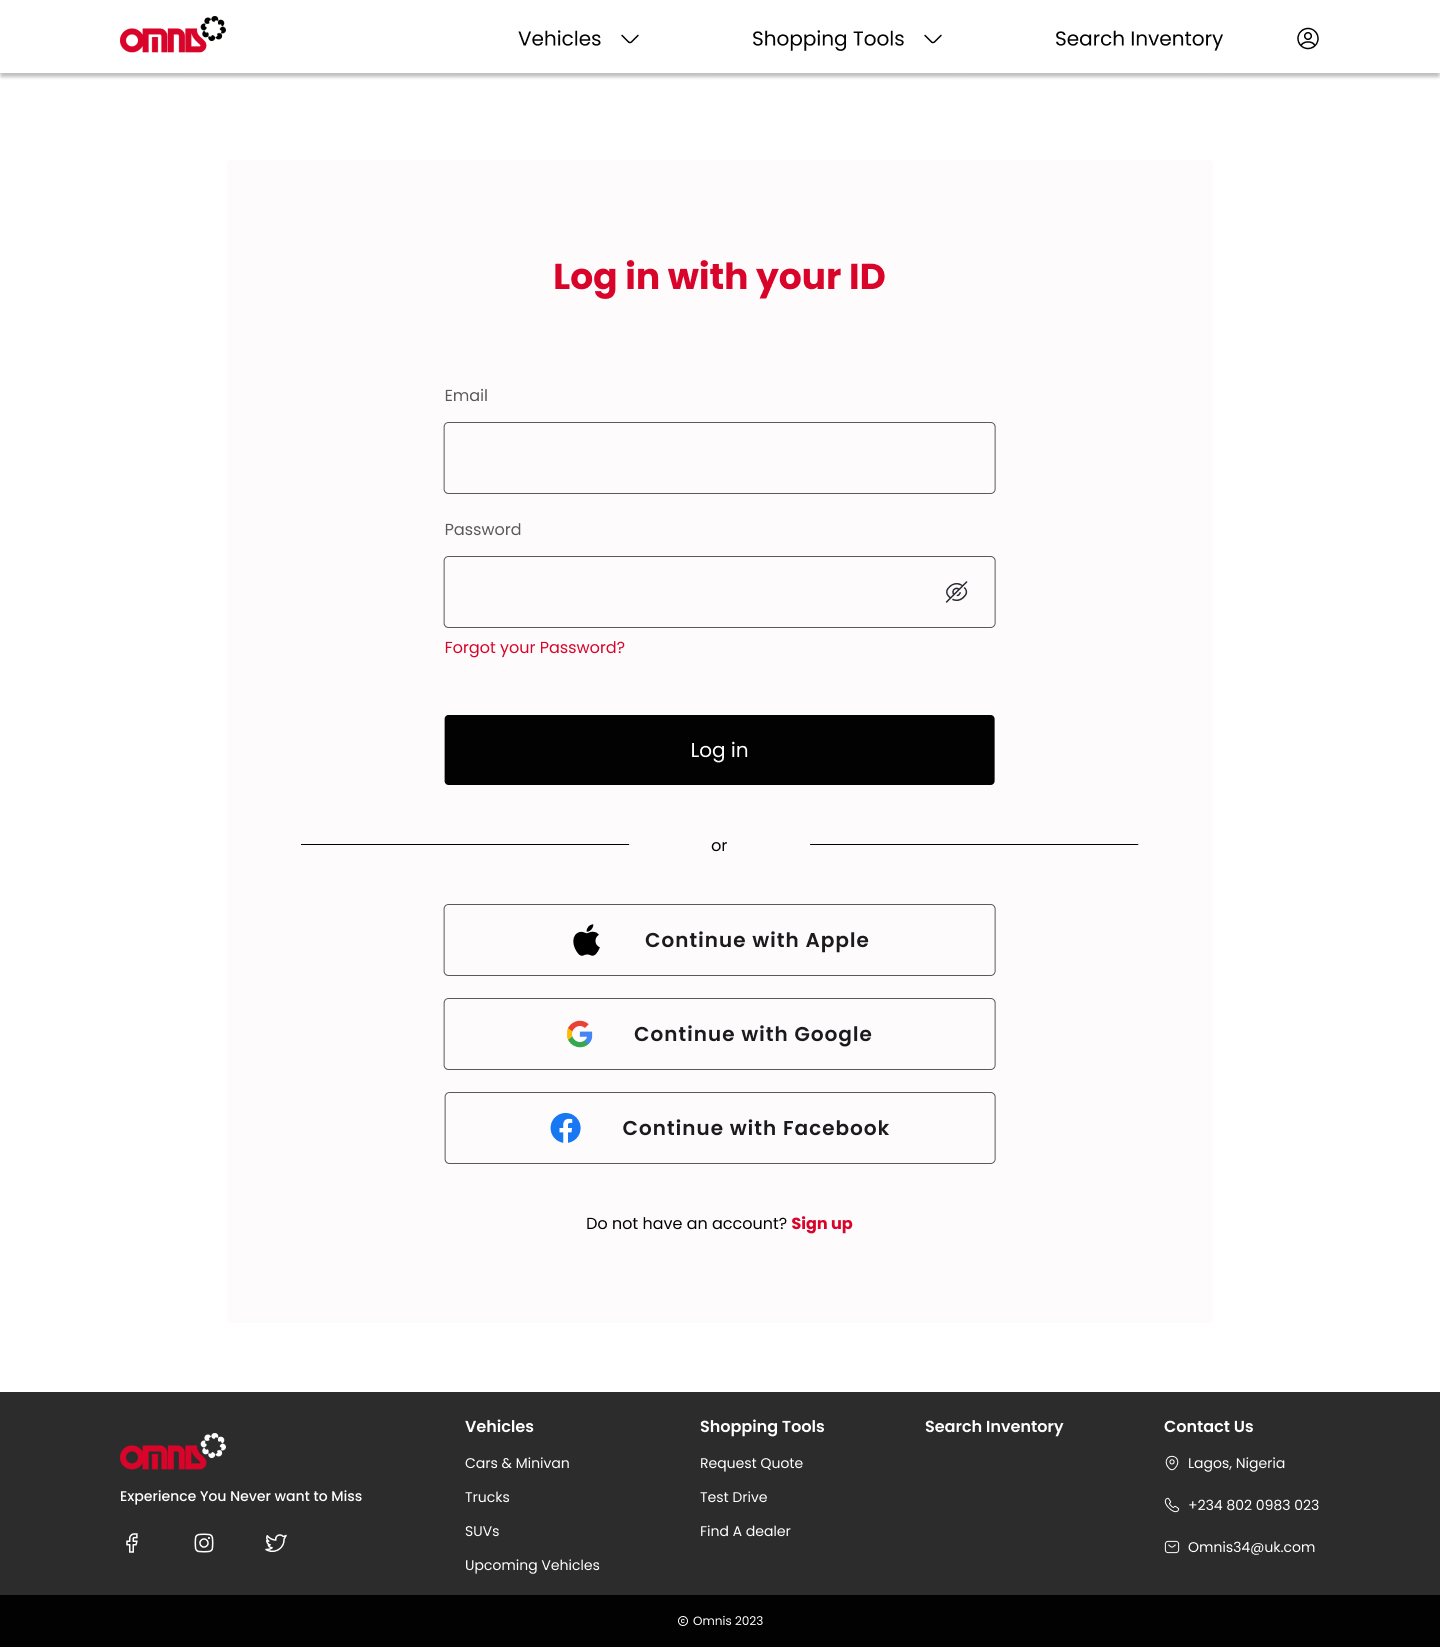 omnis
Vehicles
Shopping Tools
Search Inventory
Log in with your ID
Email
Password
Forgot your Password?
Log in
or
Continue with Apple
Continue with Google
Continue with Facebook
Do not have an account? Sign up
omnis
Experience You Never want to Miss
Vehicles
Cars & Minivan
Trucks
SUVs
Upcoming Vehicles
Shopping Tools
Request Quote
Test Drive
Find A dealer
Search Inventory
Contact Us
Lagos, Nigeria
+234 802 0983 023
Omnis34@uk.com
© Omnis 2023